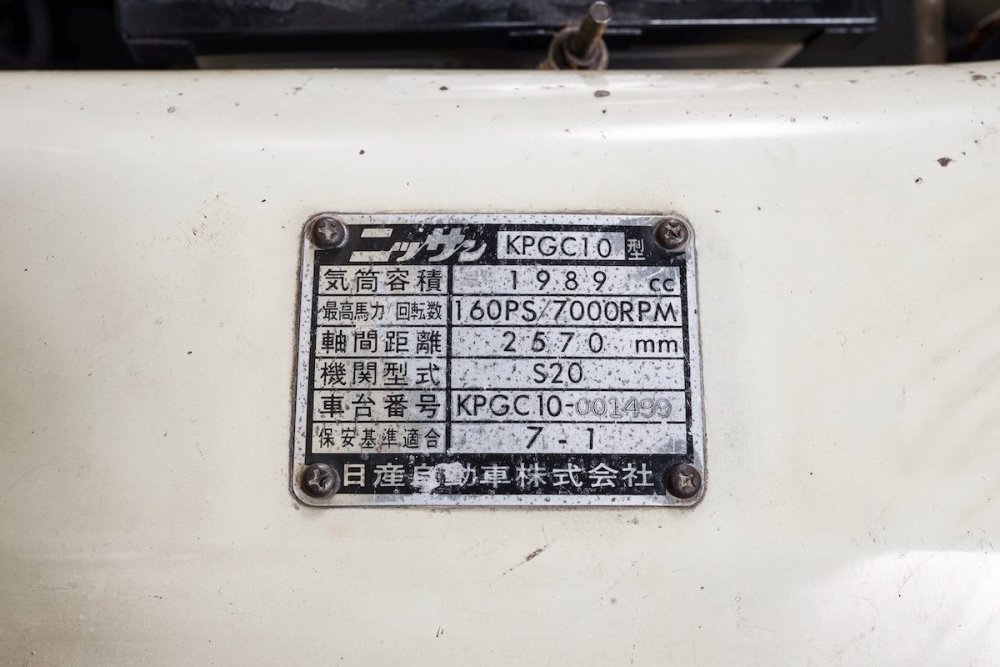 ニッサン KPGC10 型
気筒容積 1989 cc
最高馬力/回転数 160PS/7000RPM
軸間距離 2570 mm
機関型式 S20
車台番号 KPGC10-001499
保安基準適合 7-1
日産自動車株式会社